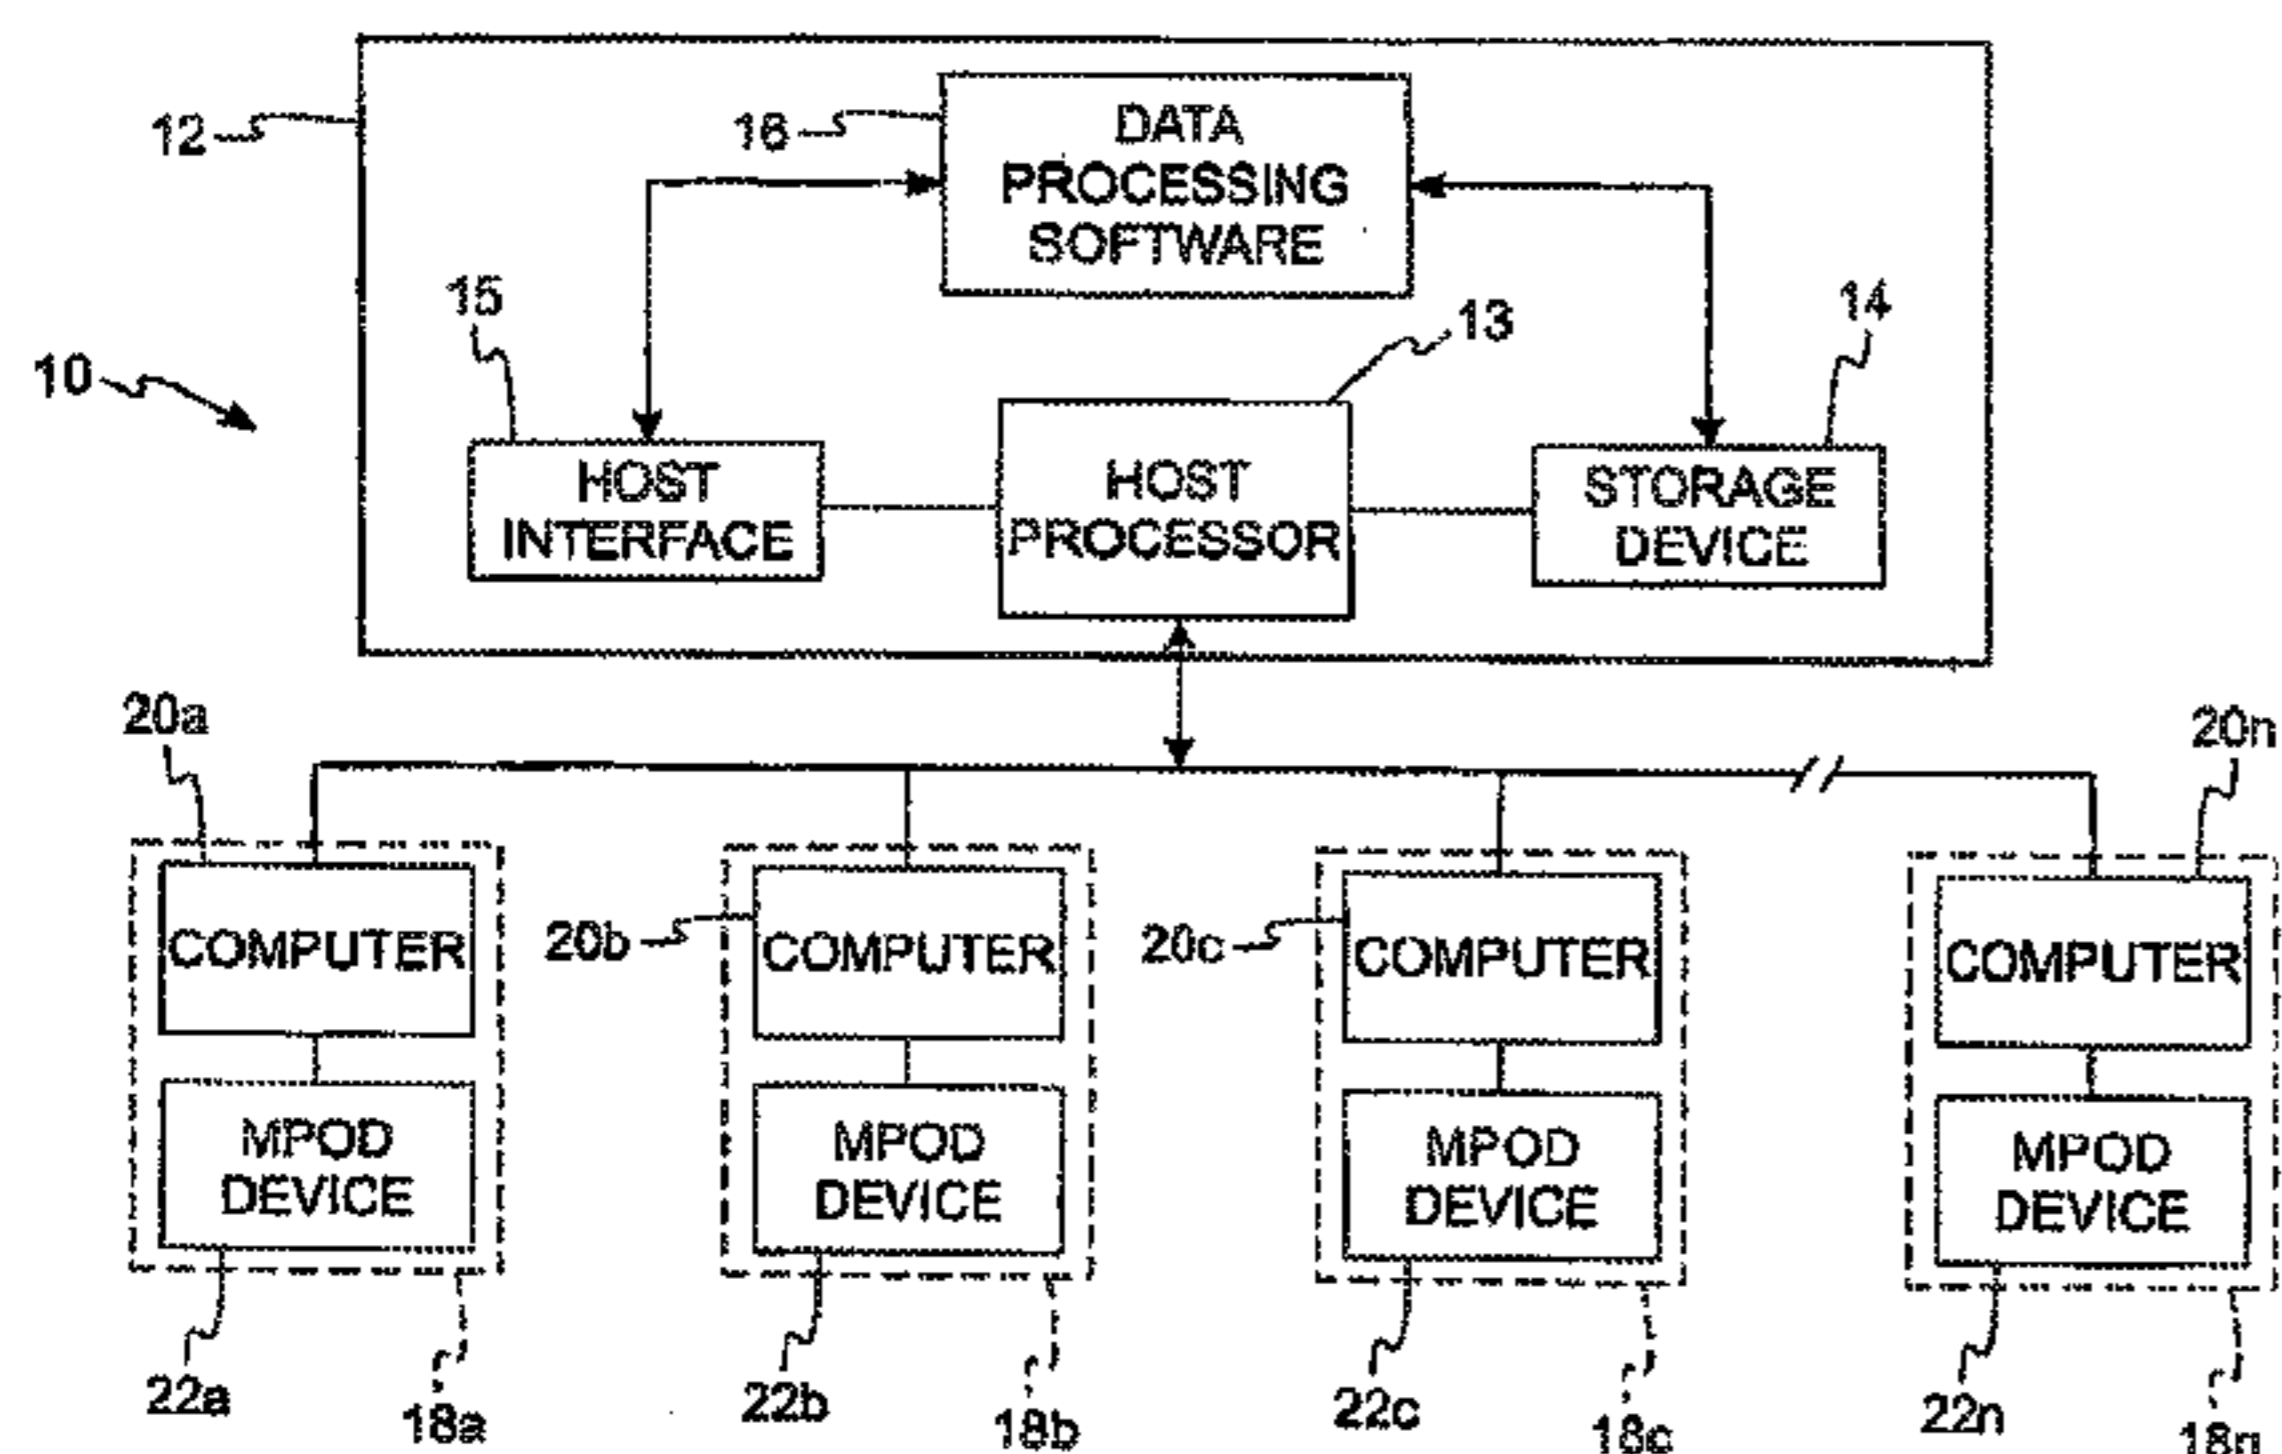 12
16
DATA
PROCESSING
SOFTWARE
15
13
14
10
HOST
INTERFACE
HOST
PROCESSOR
STORAGE
DEVICE
20a
20n
COMPUTER
20b
COMPUTER
20c
COMPUTER
COMPUTER
MPOD
DEVICE
MPOD
DEVICE
MPOD
DEVICE
MPOD
DEVICE
22a
18a
22b
18b
22c
18c
22n
18n